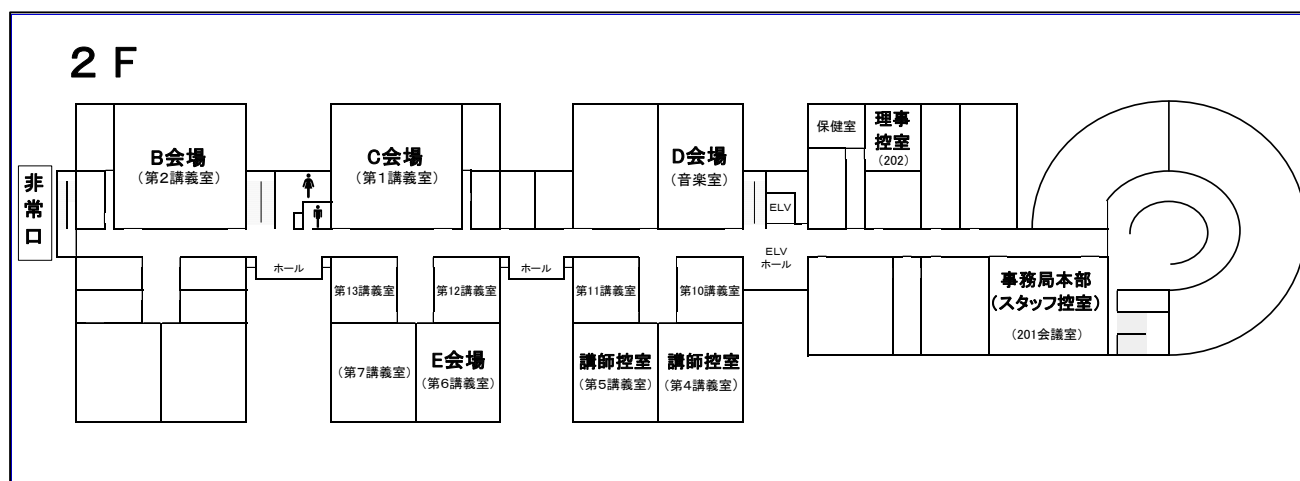 ２Ｆ
保健室
理事
控室
（202）
B会場
（第２講義室）
C会場
（第１講義室）
D会場
（音楽室）
非常口
ELV
ELV
ホール
ホール
ホール
第13講義室
第12講義室
第11講義室
第10講義室
事務局本部
（スタッフ控室）
（201会議室）
（第７講義室）
E会場
（第６講義室）
講師控室
（第５講義室）
講師控室
（第４講義室）